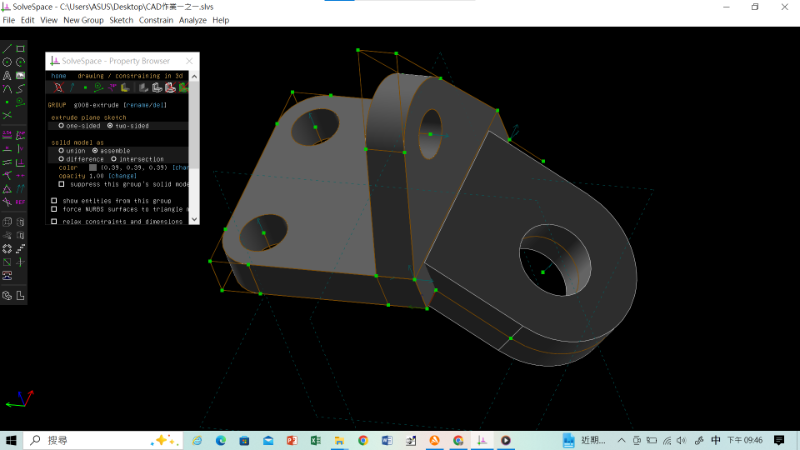 SolveSpace - C:\Users\ASUS\Desktop\CAD作業一之一.slvs
File Edit View New Group Sketch Constrain Analyze Help
SolveSpace - Property Browser
home drawing / constraining in 3d
GROUP g008-extrude [rename/del]
extrude plane sketch
one-sided two-sided
solid model as
union assemble
difference intersection
color (0.39, 0.39, 0.39) [chan
opacity 1.00 [change]
suppress this group's solid mode
show entities from this group
force NURBS surfaces to triangle m
relax constraints and dimensions
REF
搜尋
近期...
中
下午 09:46